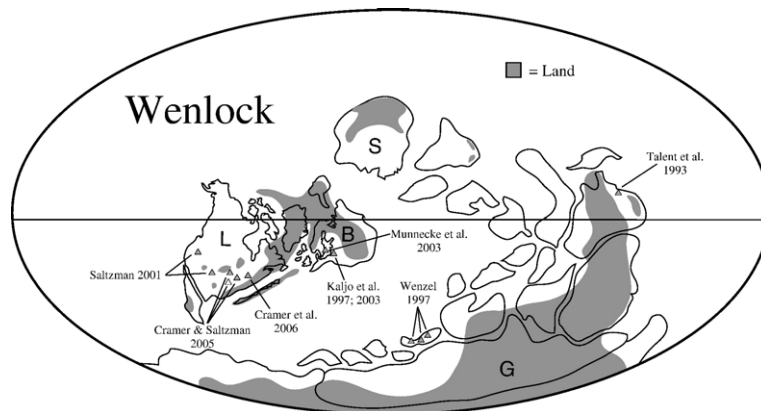 = Land
Wenlock
S
Talent et al.
1993
L
B
Munnecke et al.
2003
Saltzman 2001
Kaljo et al.
1997; 2003
Wenzel
1997
Cramer et al.
2006
Cramer & Saltzman
2005
G